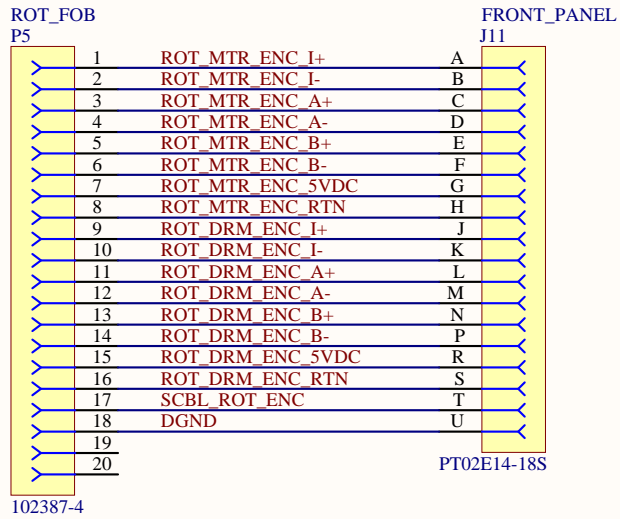 ROT_FOB FRONT_PANEL
P5 J11
1 ROT_MTR_ENC_I+ A
2 ROT_MTR_ENC_I- B
3 ROT_MTR_ENC_A+ C
4 ROT_MTR_ENC_A- D
5 ROT_MTR_ENC_B+ E
6 ROT_MTR_ENC_B- F
7 ROT_MTR_ENC_5VDC G
8 ROT_MTR_ENC_RTN H
9 ROT_DRM_ENC_I+ J
10 ROT_DRM_ENC_I- K
11 ROT_DRM_ENC_A+ L
12 ROT_DRM_ENC_A- M
13 ROT_DRM_ENC_B+ N
14 ROT_DRM_ENC_B- P
15 ROT_DRM_ENC_5VDC R
16 ROT_DRM_ENC_RTN S
17 SCBL_ROT_ENC T
18 DGND U
19
20
PT02E14-18S
102387-4